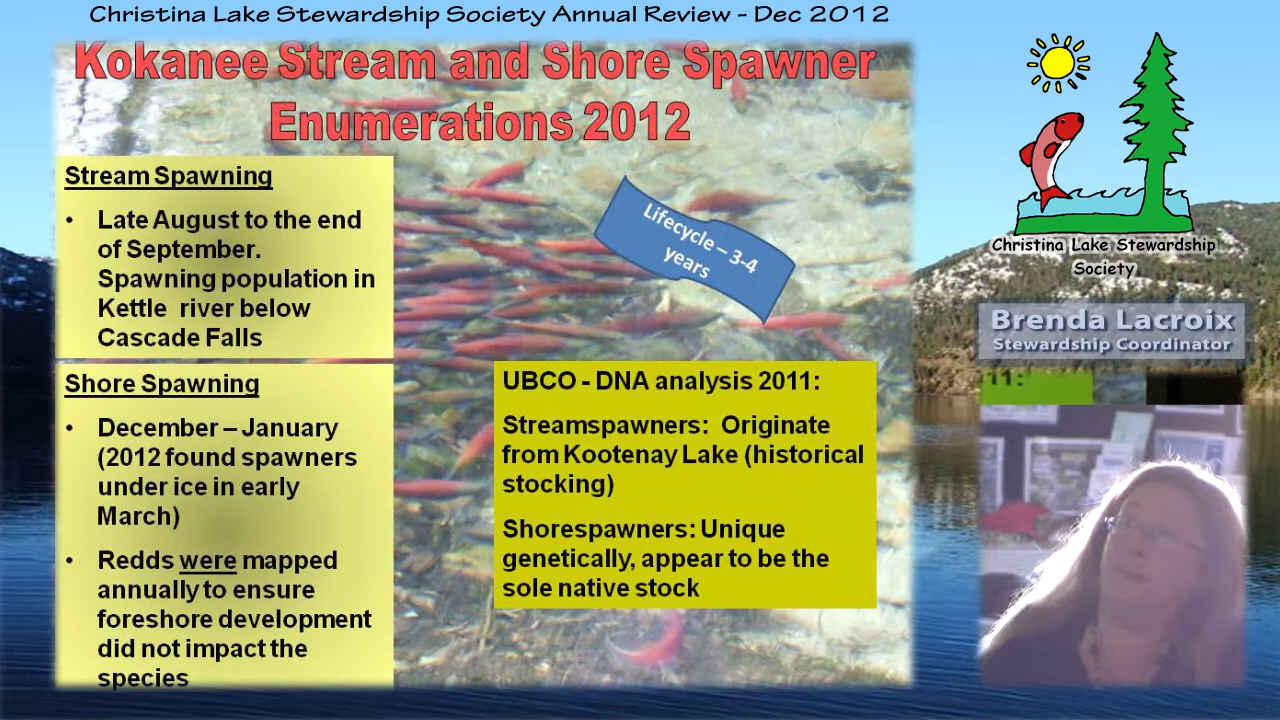 Christina Lake Stewardship Society Annual Review - Dec 2012
Kokanee Stream and Shore Spawner
Enumerations 2012
Stream Spawning
• Late August to the end
of September.
Spawning population in
Kettle river below
Cascade Falls
Shore Spawning
• December – January
(2012 found spawners
under ice in early
March)
• Redds were mapped
annually to ensure
foreshore development
did not impact the
species
Lifecycle – 3-4
years
UBCO - DNA analysis 2011:
Streamspawners: Originate
from Kootenay Lake (historical
stocking)
Shorespawners: Unique
genetically, appear to be the
sole native stock
Christina Lake Stewardship
Society
Brenda Lacroix
Stewardship Coordinator
11: